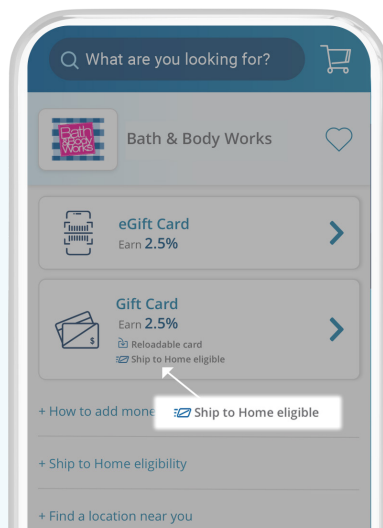 What are you looking for?
Bath & Body Works
Bath & Body Works
eGift Card
Earn 2.5%
Gift Card
Earn 2.5%
$
Reloadable card
Ship to Home eligible
+ How to add mone
Ship to Home eligible
+ Ship to Home eligibility
+ Find a location near you